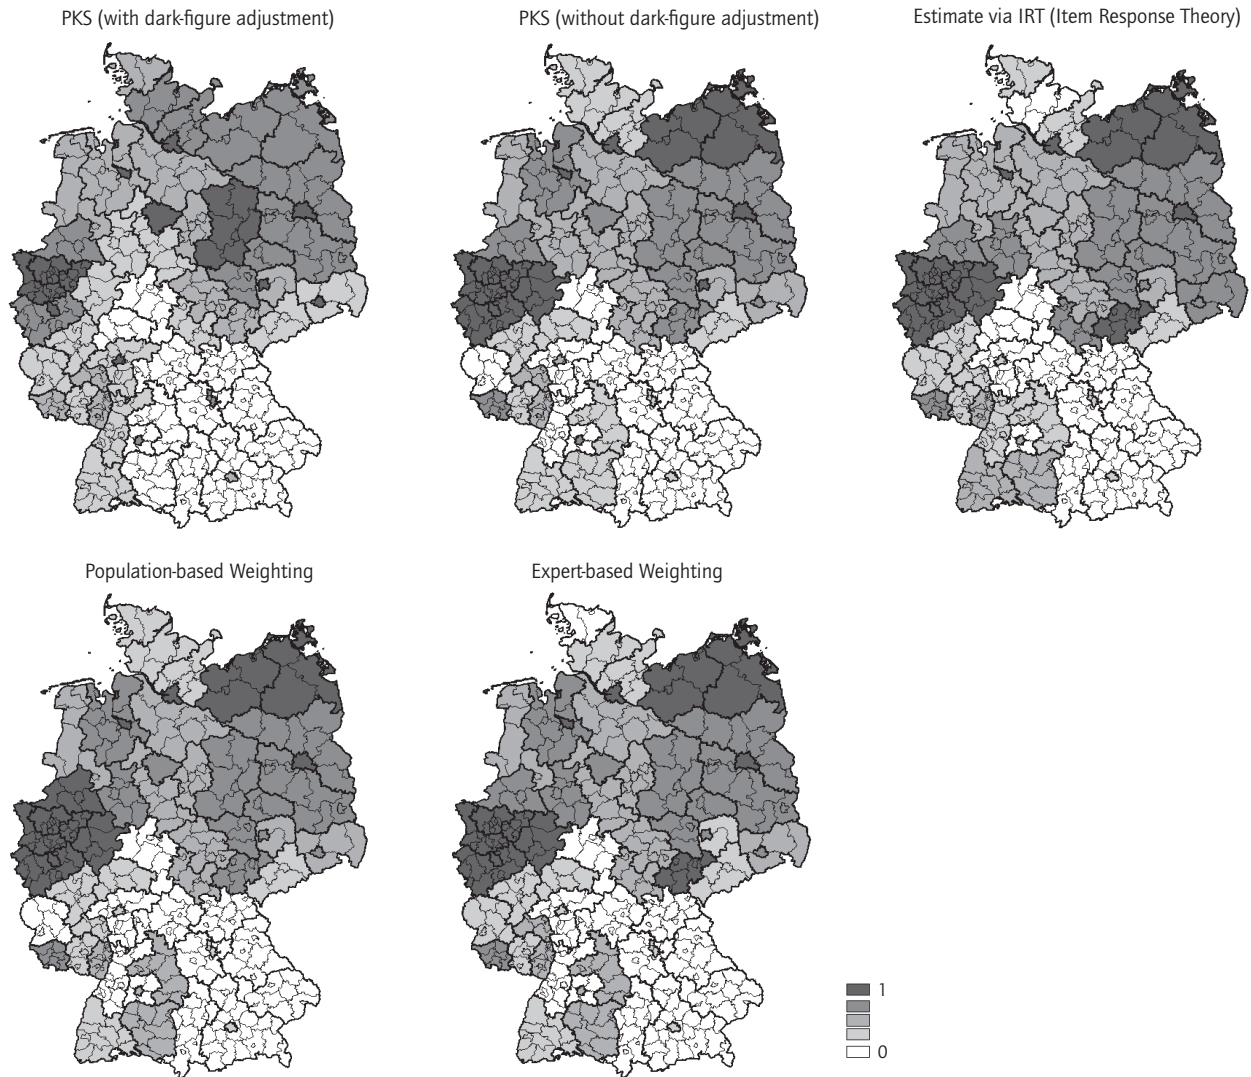 PKS (with dark-figure adjustment)
PKS (without dark-figure adjustment)
Estimate via IRT (Item Response Theory)
Population-based Weighting
Expert-based Weighting
1
0